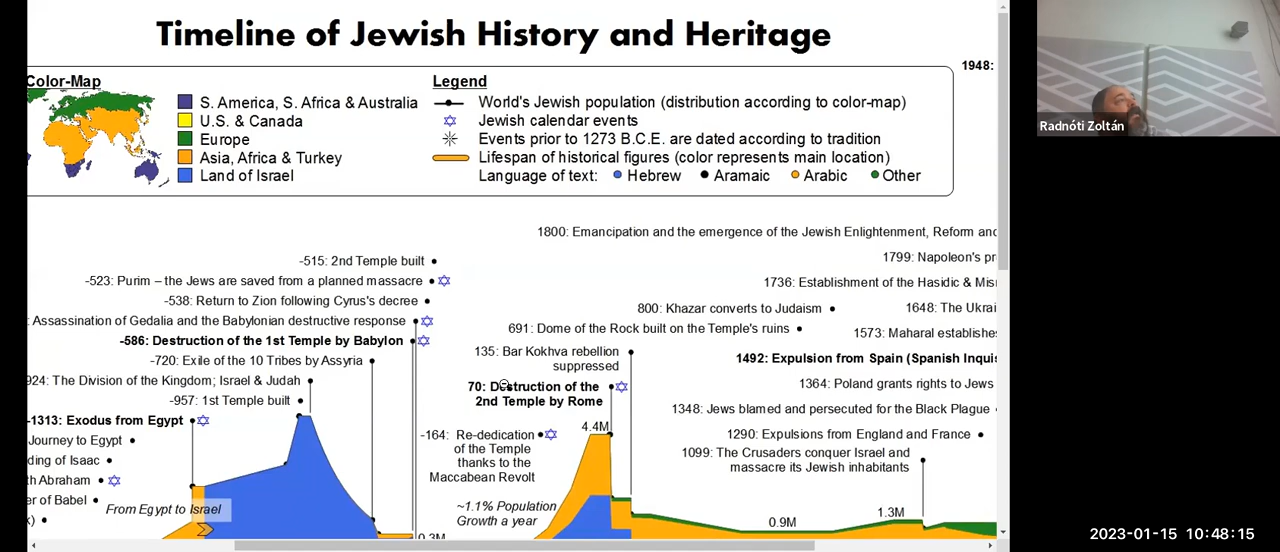 Timeline of Jewish History and Heritage
1948:
Color-Map
S. America, S. Africa & Australia
U.S. & Canada
Europe
Asia, Africa & Turkey
Land of Israel
Legend
World's Jewish population (distribution according to color-map)
Jewish calendar events
Events prior to 1273 B.C.E. are dated according to tradition
Lifespan of historical figures (color represents main location)
Language of text: Hebrew Aramaic Arabic Other
1800: Emancipation and the emergence of the Jewish Enlightenment, Reform and
-515: 2nd Temple built
1799: Napoleon's pr
-523: Purim – the Jews are saved from a planned massacre
1736: Establishment of the Hasidic & Mis
-538: Return to Zion following Cyrus's decree
800: Khazar converts to Judaism
1648: The Ukrai
: Assassination of Gedalia and the Babylonian destructive response
691: Dome of the Rock built on the Temple's ruins
1573: Maharal establishe
-586: Destruction of the 1st Temple by Babylon
135: Bar Kokhva rebellion
suppressed
1492: Expulsion from Spain (Spanish Inquis
-720: Exile of the 10 Tribes by Assyria
924: The Division of the Kingdom; Israel & Judah
70: Destruction of the
2nd Temple by Rome
1364: Poland grants rights to Jews
-957: 1st Temple built
1348: Jews blamed and persecuted for the Black Plague
-1313: Exodus from Egypt
4.4M
-164: Re-dedication
of the Temple
thanks to the
Maccabean Revolt
1290: Expulsions from England and France
Journey to Egypt
1099: The Crusaders conquer Israel and
massacre its Jewish inhabitants
ding of Isaac
th Abraham
er of Babel
k)
From Egypt to Israel
~1.1% Population
Growth a year
0.9M
1.3M
0.3M
Radnóti Zoltán
2023-01-15 10:48:15